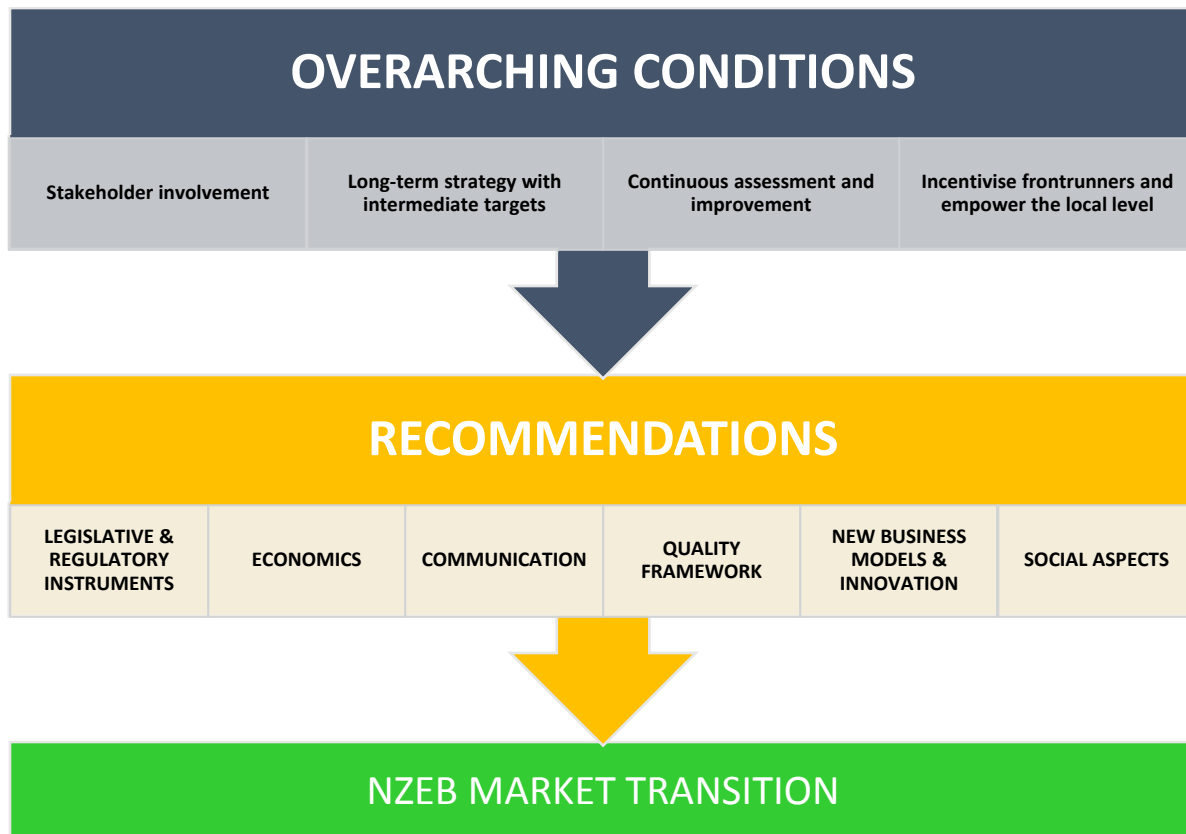 OVERARCHING CONDITIONS
Stakeholder involvement
Long-term strategy with
intermediate targets
Continuous assessment and
improvement
Incentivise frontrunners and
empower the local level
RECOMMENDATIONS
LEGISLATIVE &
REGULATORY
INSTRUMENTS
ECONOMICS
COMMUNICATION
QUALITY
FRAMEWORK
NEW BUSINESS
MODELS &
INNOVATION
SOCIAL ASPECTS
NZEB MARKET TRANSITION